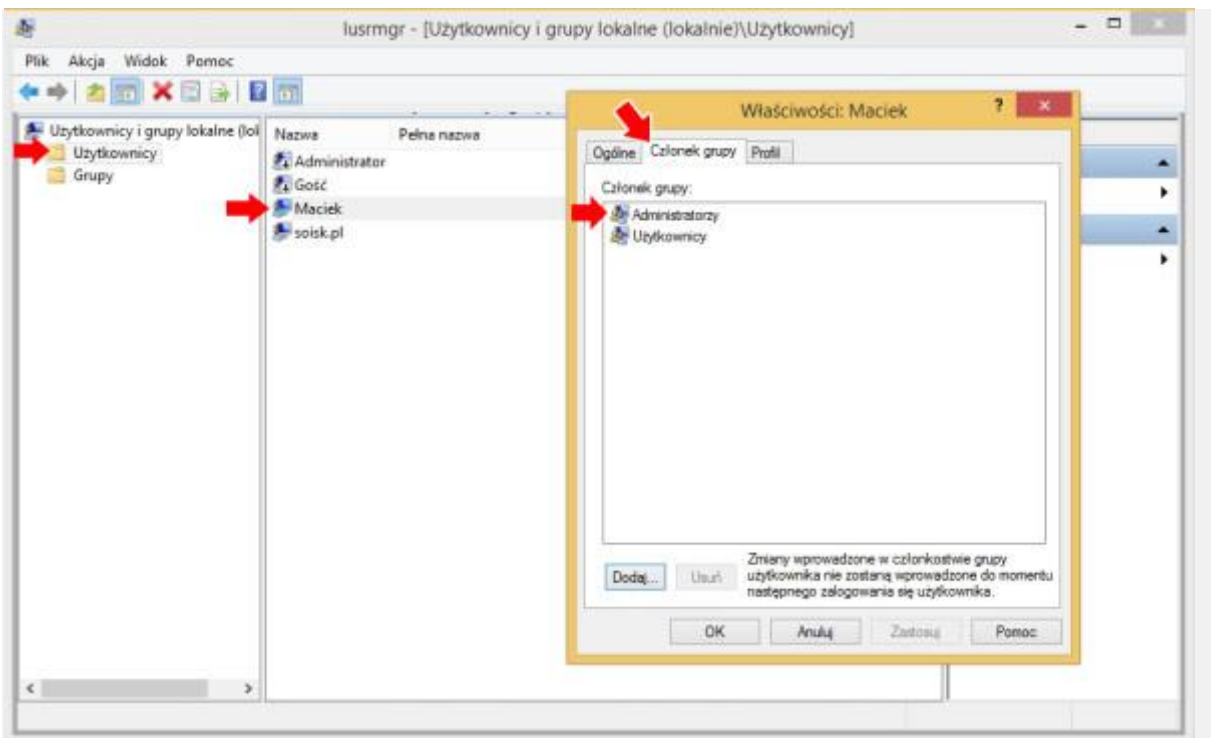 lusrmgr - [Użytkownicy i grupy lokalne (lokalnie)\Użytkownicy]
Plik Akcja Widok Pomoc
Użytkownicy i grupy lokalne (lol
Użytkownicy
Grupy
Nazwa Pełna nazwa
Administrator
Gość
Maciek
soisk.pl
Właściwości: Maciek
Ogólne Członek grupy Profil
Członek grupy:
Administratorzy
Użytkownicy
Dodaj... Usuń
Zmiany wprowadzone w członkostwie grupy
użytkownika nie zostaną wprowadzone do momentu
następnego zalogowania się użytkownika.
OK Anuluj Zastosuj Pomoc